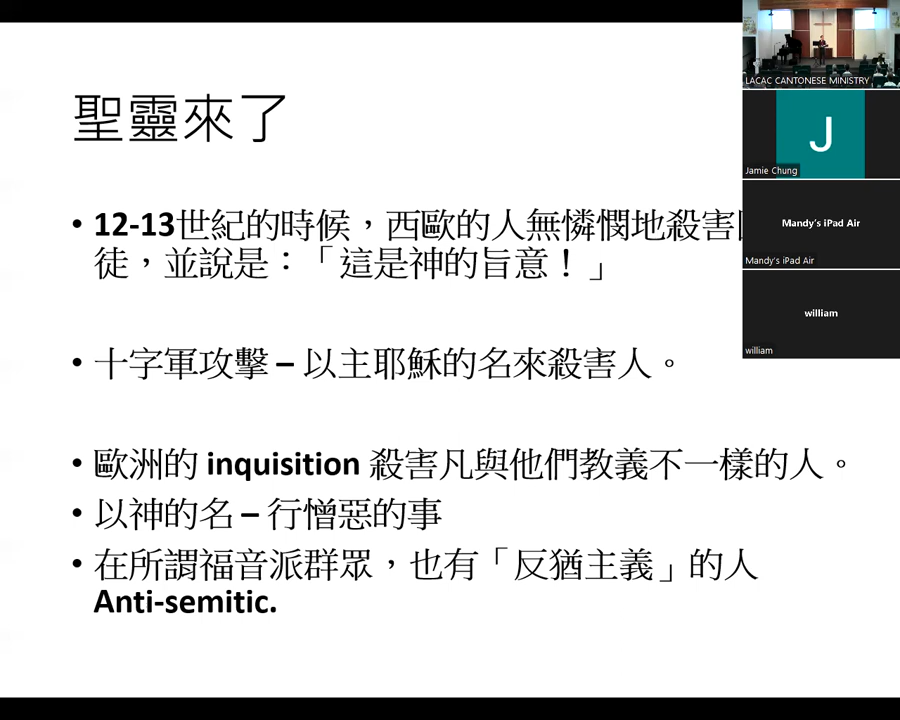 聖靈來了
• 12-13世紀的時候，西歐的人無憐憫地殺害
徒，並說是：「這是神的旨意！」
• 十字軍攻擊 – 以主耶穌的名來殺害人。
• 歐洲的 inquisition 殺害凡與他們教義不一樣的人。
• 以神的名 – 行憎惡的事
• 在所謂福音派群眾，也有「反猶主義」的人
Anti-semitic.
LACAC CANTONESE MINISTRY
J
Jamie Chung
Mandy's iPad Air
Mandy's iPad Air
william
william